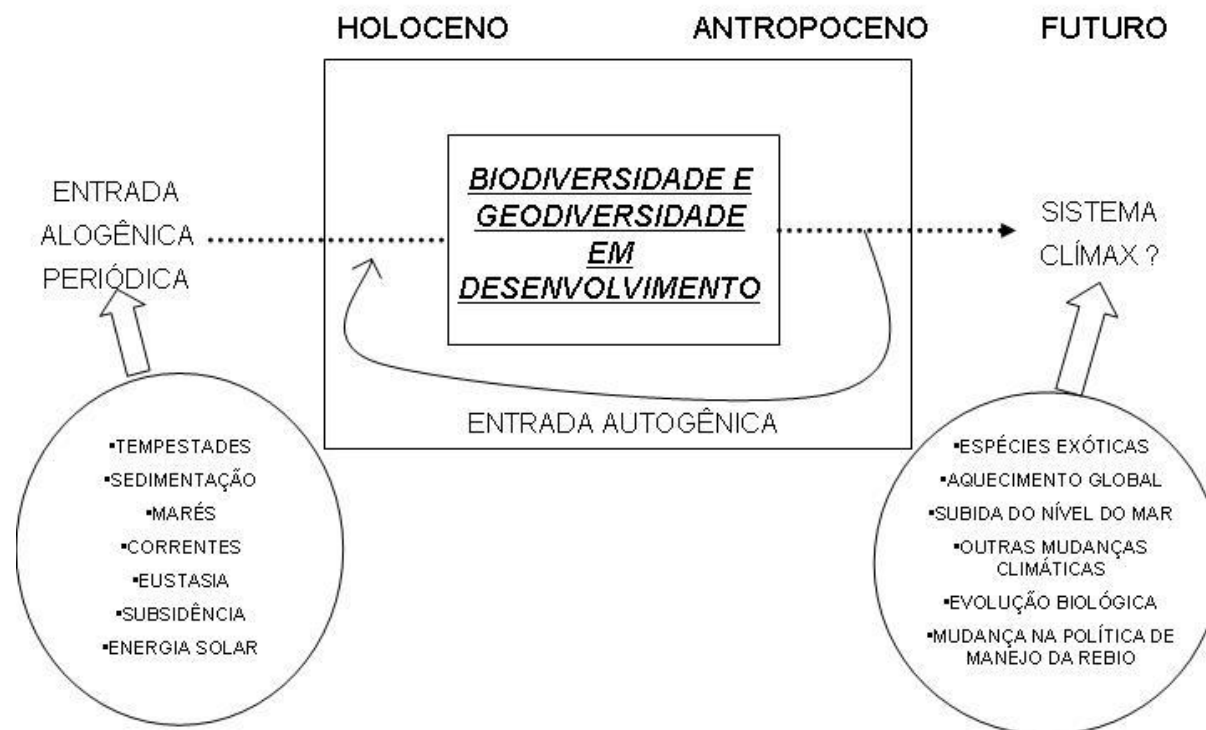 HOLOCENO
ANTROPOCENO
FUTURO
ENTRADA
ALOGÊNICA
PERIÓDICA
BIODIVERSIDADE E
GEODIVERSIDADE
EM
DESENVOLVIMENTO
SISTEMA
CLÍMAX ?
ENTRADA AUTOGÊNICA
▪TEMPESTADES
▪SEDIMENTAÇÃO
▪MARÉS
▪CORRENTES
▪EUSTASIA
▪SUBSIDÊNCIA
▪ENERGIA SOLAR
▪ESPÉCIES EXÓTICAS
▪AQUECIMENTO GLOBAL
▪SUBIDA DO NÍVEL DO MAR
▪OUTRAS MUDANÇAS
CLIMÁTICAS
▪EVOLUÇÃO BIOLÓGICA
▪MUDANÇA NA POLÍTICA DE
MANEJO DA REBIO